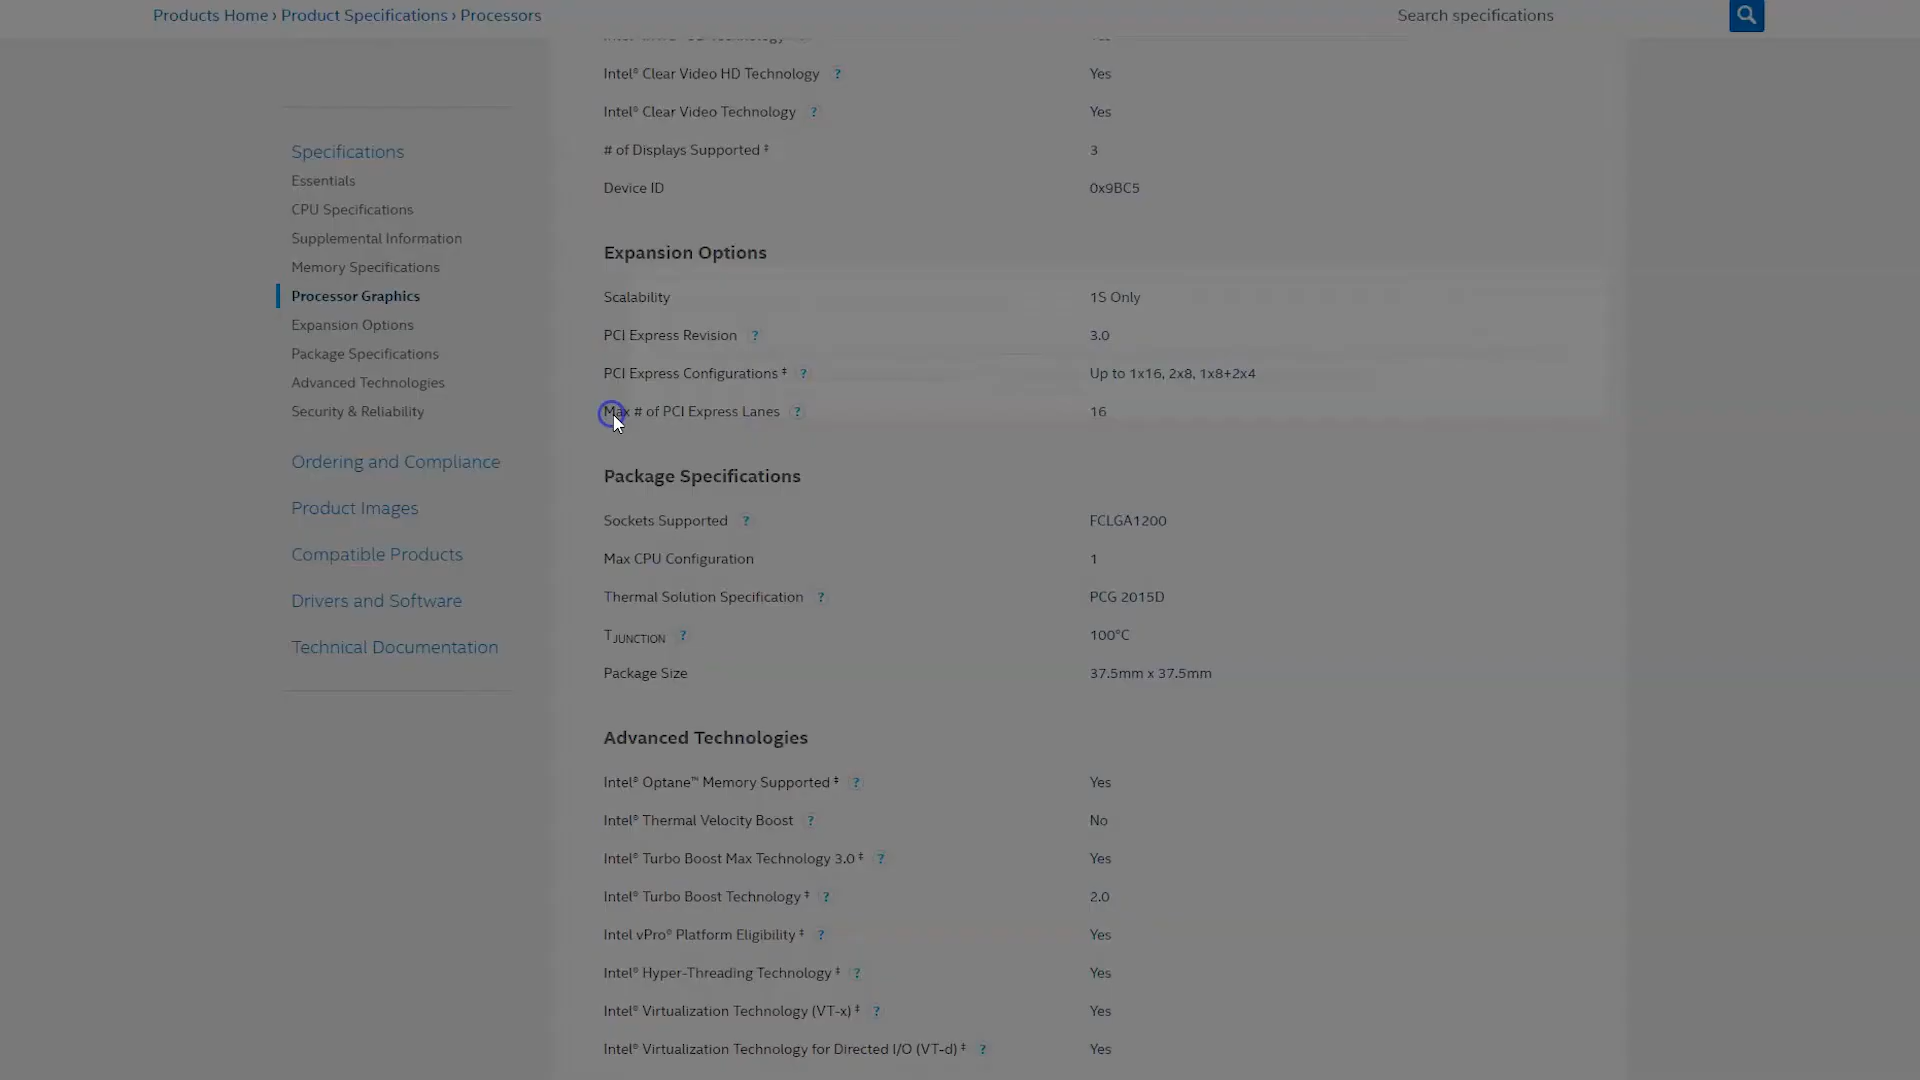 Products Home › Product Specifications › Processors
Search specifications
Intel® Clear Video HD Technology ? Yes
Intel® Clear Video Technology ? Yes
# of Displays Supported ‡ 3
Device ID 0x9BC5
Specifications
Essentials
CPU Specifications
Supplemental Information
Memory Specifications
Processor Graphics
Expansion Options
Package Specifications
Advanced Technologies
Security & Reliability
Ordering and Compliance
Product Images
Compatible Products
Drivers and Software
Technical Documentation
Expansion Options
Scalability 1S Only
PCI Express Revision ? 3.0
PCI Express Configurations ‡ ? Up to 1x16, 2x8, 1x8+2x4
Max # of PCI Express Lanes ? 16
Package Specifications
Sockets Supported ? FCLGA1200
Max CPU Configuration 1
Thermal Solution Specification ? PCG 2015D
TJUNCTION ? 100°C
Package Size 37.5mm x 37.5mm
Advanced Technologies
Intel® Optane™ Memory Supported ‡ ? Yes
Intel® Thermal Velocity Boost ? No
Intel® Turbo Boost Max Technology 3.0 ‡ ? Yes
Intel® Turbo Boost Technology ‡ ? 2.0
Intel vPro® Platform Eligibility ‡ ? Yes
Intel® Hyper-Threading Technology ‡ ? Yes
Intel® Virtualization Technology (VT-x) ‡ ? Yes
Intel® Virtualization Technology for Directed I/O (VT-d) ‡ ? Yes